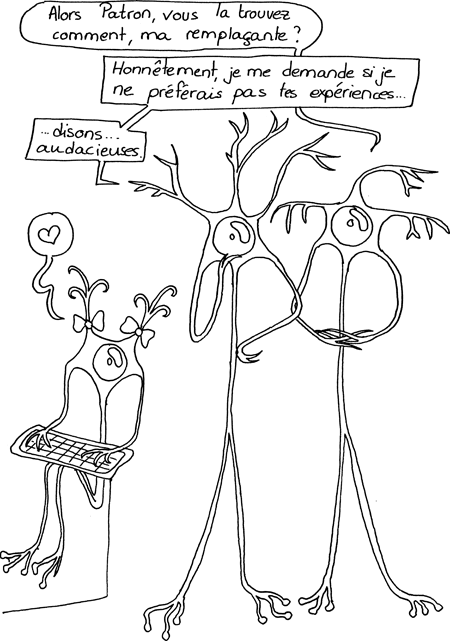 Alors Patron, vous la trouvez
comment, ma remplaçante ?
Honnêtement, je me demande si je
ne préférais pas tes expériences...
...disons...
audacieuses.